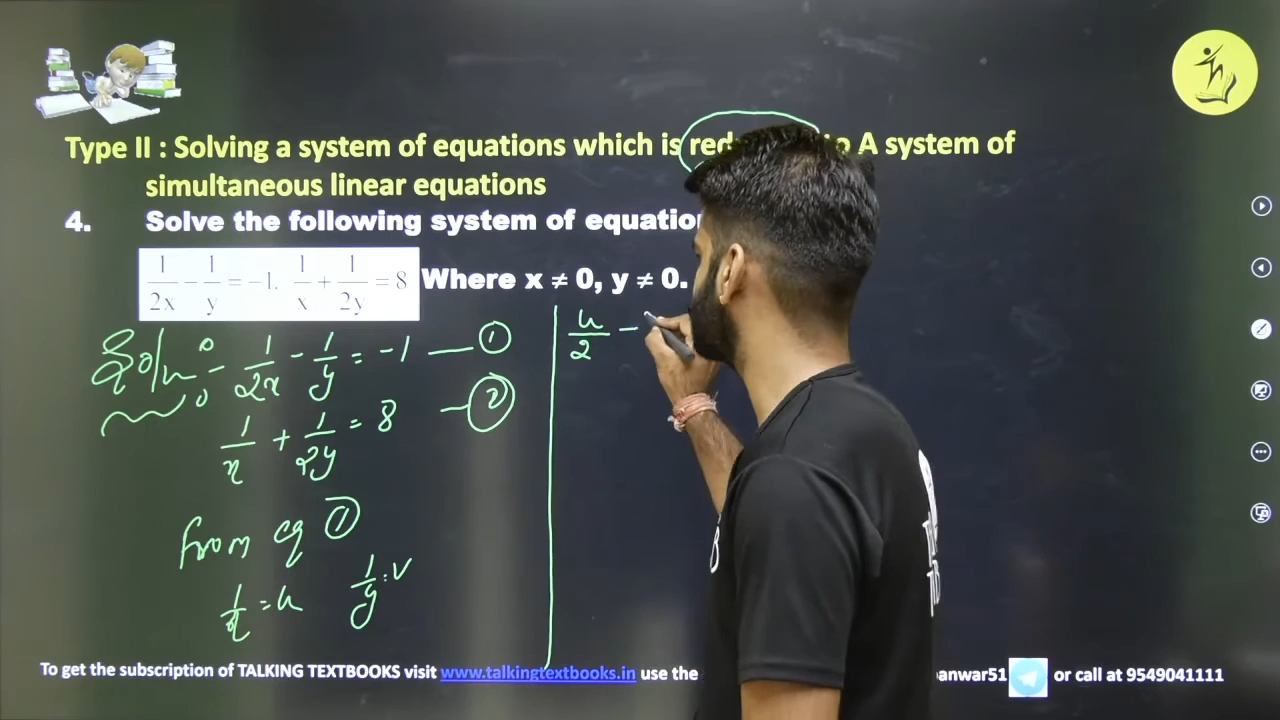 Type II : Solving a system of equations which is red o A system of
simultaneous linear equations
4. Solve the following system of equatio
1/2x − 1/y = −1. 1/x + 1/2y = 8 Where x ≠ 0, y ≠ 0.
Soln :- 1/2x − 1/y = −1 — ①
1/x + 1/2y = 8 — ②
from eq ①
1/x = u 1/y = v
u/2 −
To get the subscription of TALKING TEXTBOOKS visit www.talkingtextbooks.in use the anwar51 or call at 9549041111